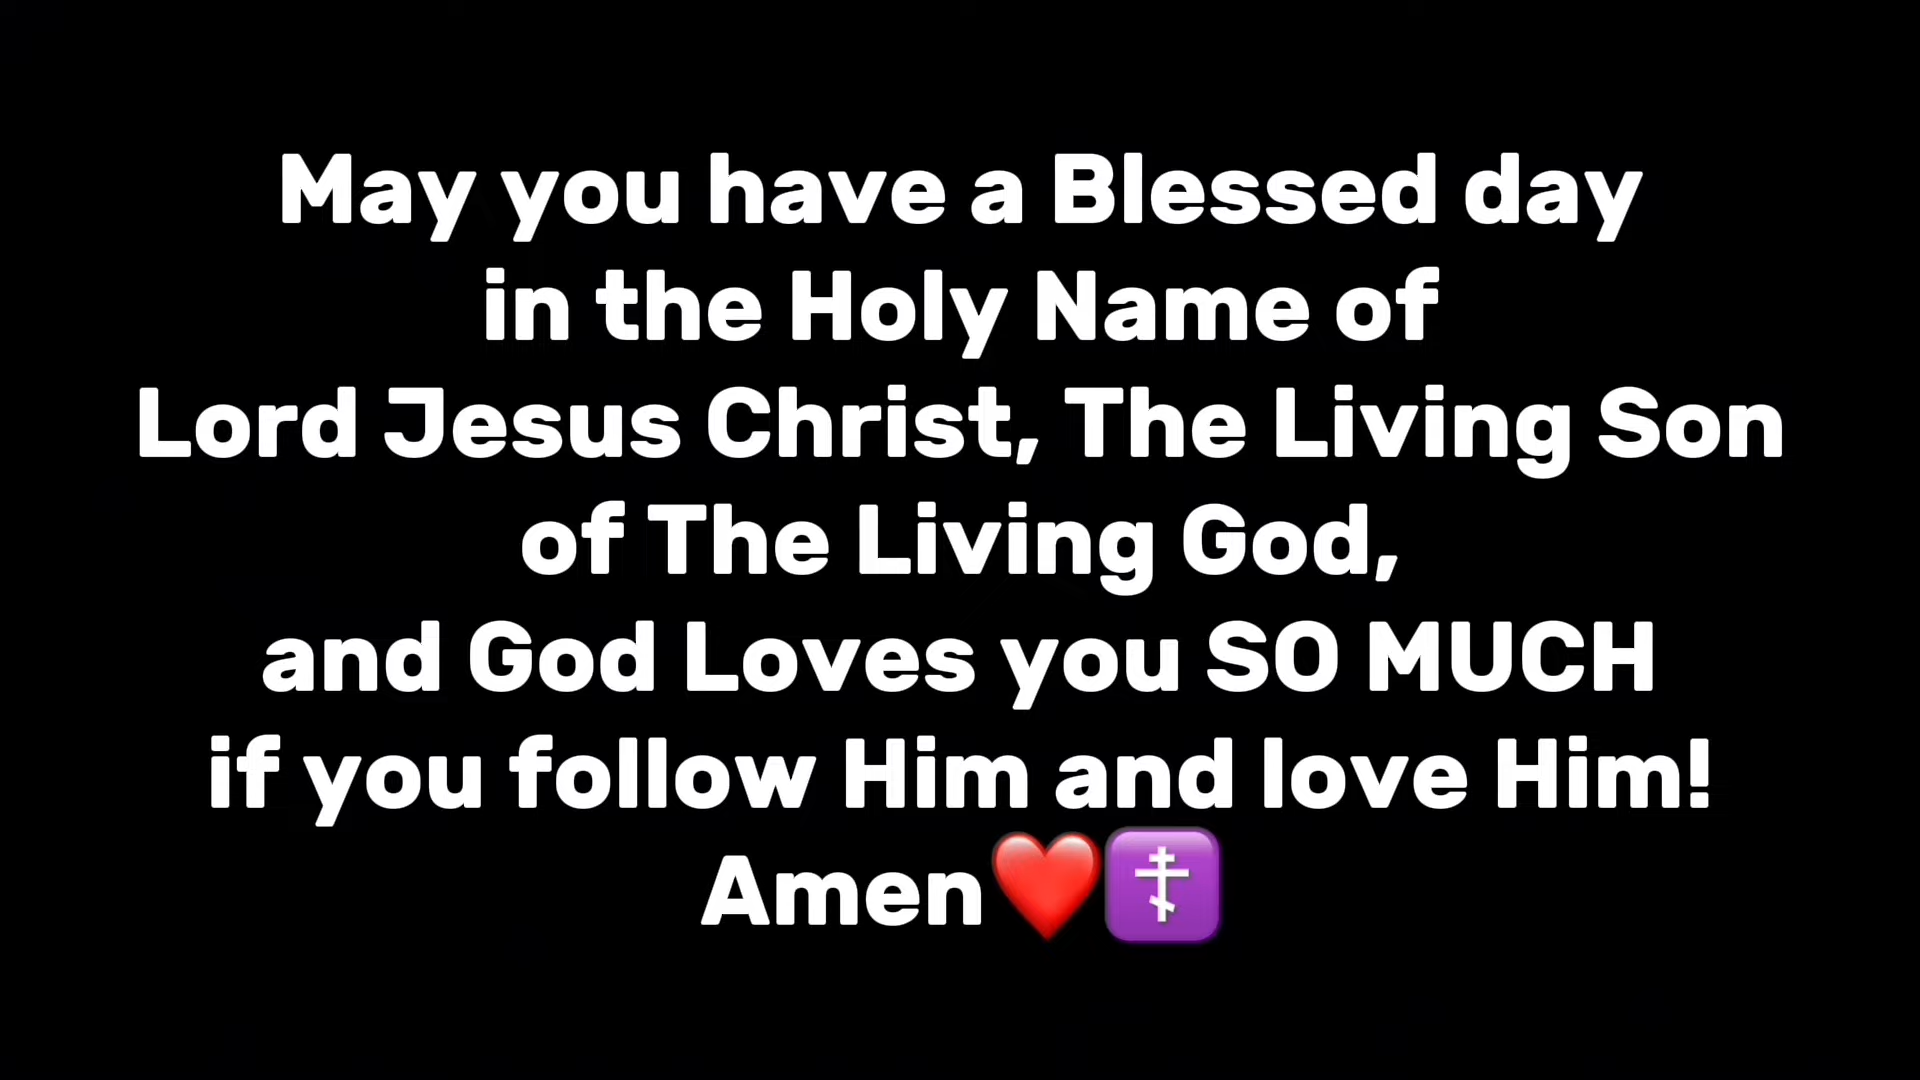 May you have a Blessed day
in the Holy Name of
Lord Jesus Christ, The Living Son
of The Living God,
and God Loves you SO MUCH
if you follow Him and love Him!
Amen❤️☦️